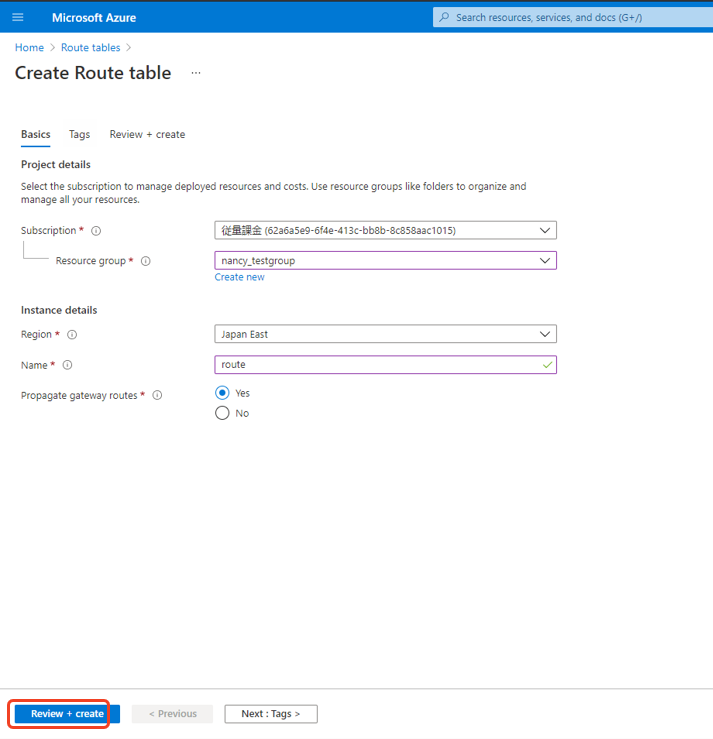 Microsoft Azure
Search resources, services, and docs (G+/)
Home > Route tables >
Create Route table ...
Basics Tags Review + create
Project details
Select the subscription to manage deployed resources and costs. Use resource groups like folders to organize and
manage all your resources.
Subscription *
従量課金 (62a6a5e9-6f4e-413c-bb8b-8c858aac1015)
Resource group *
nancy_testgroup
Create new
Instance details
Region *
Japan East
Name *
route
Propagate gateway routes *
Yes
No
Review + create
< Previous
Next : Tags >